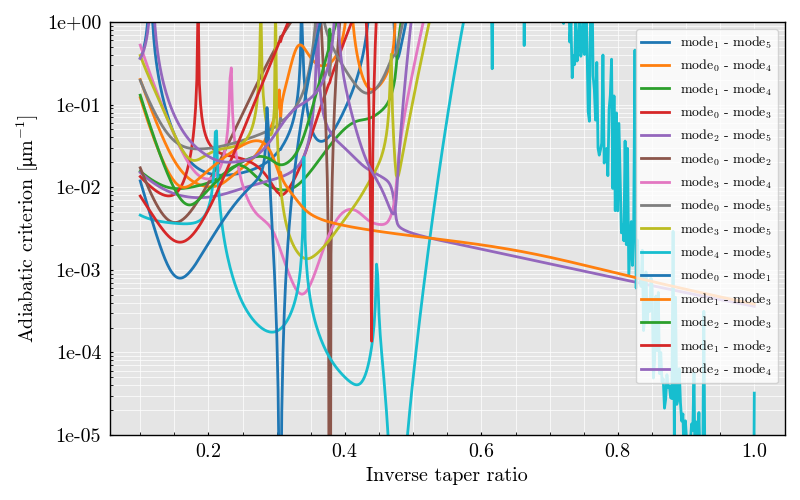 1e+00
1e-01
1e-02
1e-03
1e-04
1e-05
Adiabatic criterion [µm⁻¹]
0.2
0.4
0.6
0.8
1.0
Inverse taper ratio
mode₁ - mode₅
mode₀ - mode₄
mode₁ - mode₄
mode₀ - mode₃
mode₂ - mode₅
mode₀ - mode₂
mode₃ - mode₄
mode₀ - mode₅
mode₃ - mode₅
mode₄ - mode₅
mode₀ - mode₁
mode₁ - mode₃
mode₂ - mode₃
mode₁ - mode₂
mode₂ - mode₄